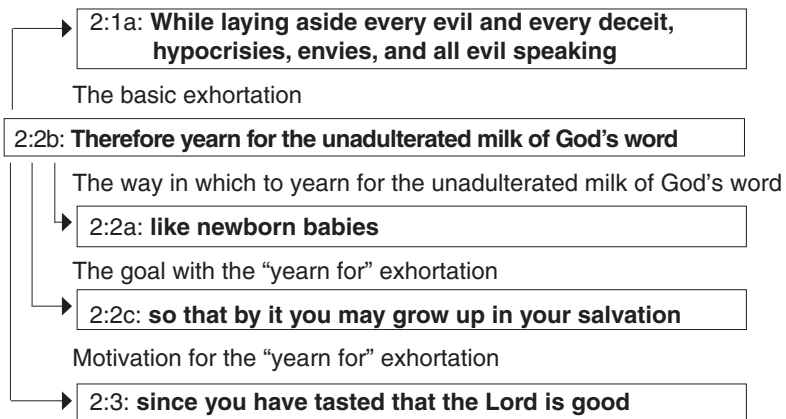 2:1a: While laying aside every evil and every deceit,
hypocrisies, envies, and all evil speaking
The basic exhortation
2:2b: Therefore yearn for the unadulterated milk of God’s word
The way in which to yearn for the unadulterated milk of God’s word
2:2a: like newborn babies
The goal with the “yearn for” exhortation
2:2c: so that by it you may grow up in your salvation
Motivation for the “yearn for” exhortation
2:3: since you have tasted that the Lord is good